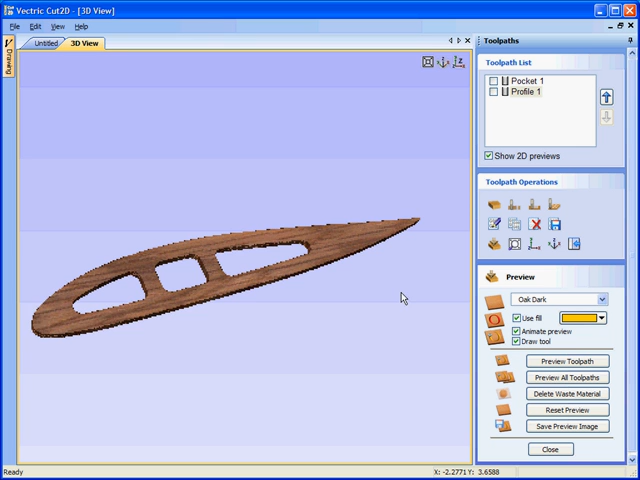 Vectric Cut2D - [3D View]
File Edit View Help
Untitled 3D View
Drawing
Toolpaths
Toolpath List
Pocket 1
Profile 1
Show 2D previews
Toolpath Operations
Preview
Oak Dark
Use fill
Animate preview
Draw tool
Preview Toolpath
Preview All Toolpaths
Delete Waste Material
Reset Preview
Save Preview Image
Close
Ready
X: -2.2771 Y: 3.6588